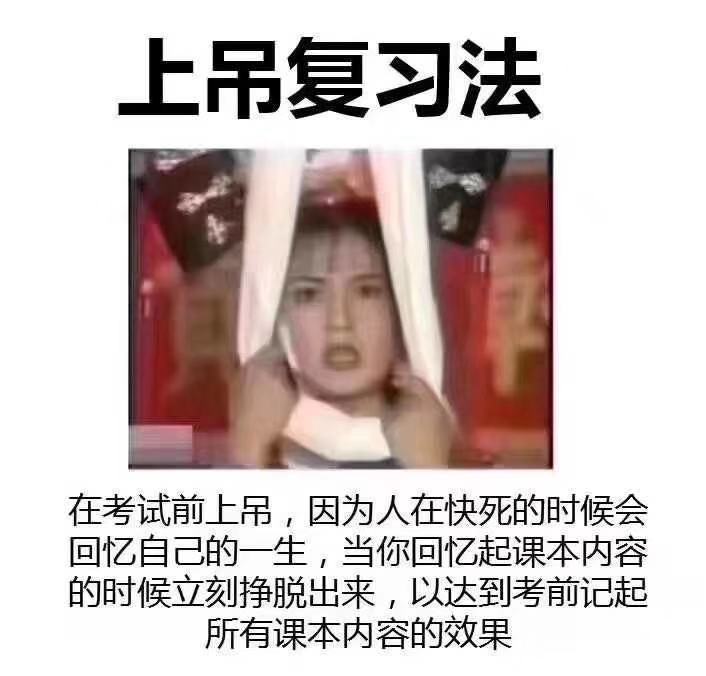 上吊复习法
在考试前上吊，因为人在快死的时候会
回忆自己的一生，当你回忆起课本内容
的时候立刻挣脱出来，以达到考前记起
所有课本内容的效果